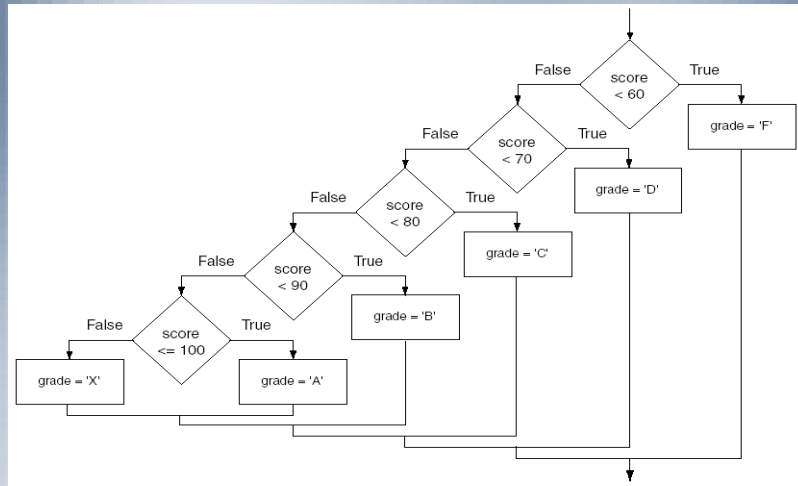 score
< 60
False
True
grade = 'F'
score
< 70
False
True
grade = 'D'
score
< 80
False
True
grade = 'C'
score
< 90
False
True
grade = 'B'
score
<= 100
False
True
grade = 'X'
grade = 'A'